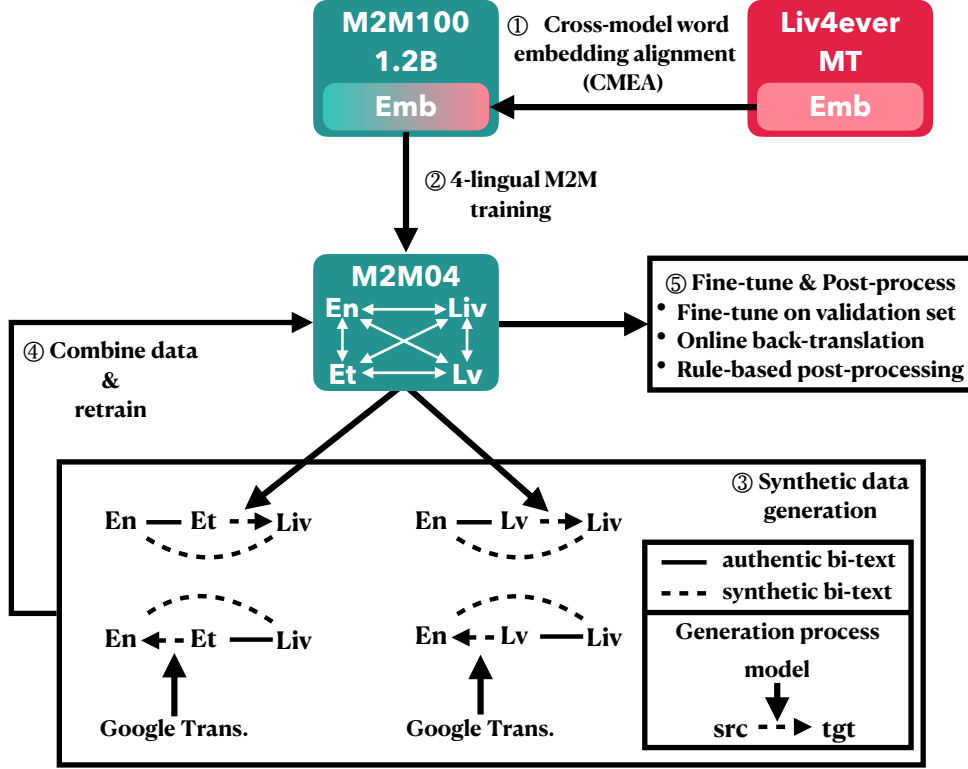 M2M100
1.2B
Emb
① Cross-model word
embedding alignment
(CMEA)
Liv4ever
MT
Emb
② 4-lingual M2M
training
M2M04
En Liv
Et Lv
④ Combine data
&
retrain
⑤ Fine-tune & Post-process
• Fine-tune on validation set
• Online back-translation
• Rule-based post-processing
③ Synthetic data
generation
En Et Liv
En Lv Liv
En Et Liv
En Lv Liv
Google Trans.
Google Trans.
authentic bi-text
synthetic bi-text
Generation process
model
src tgt